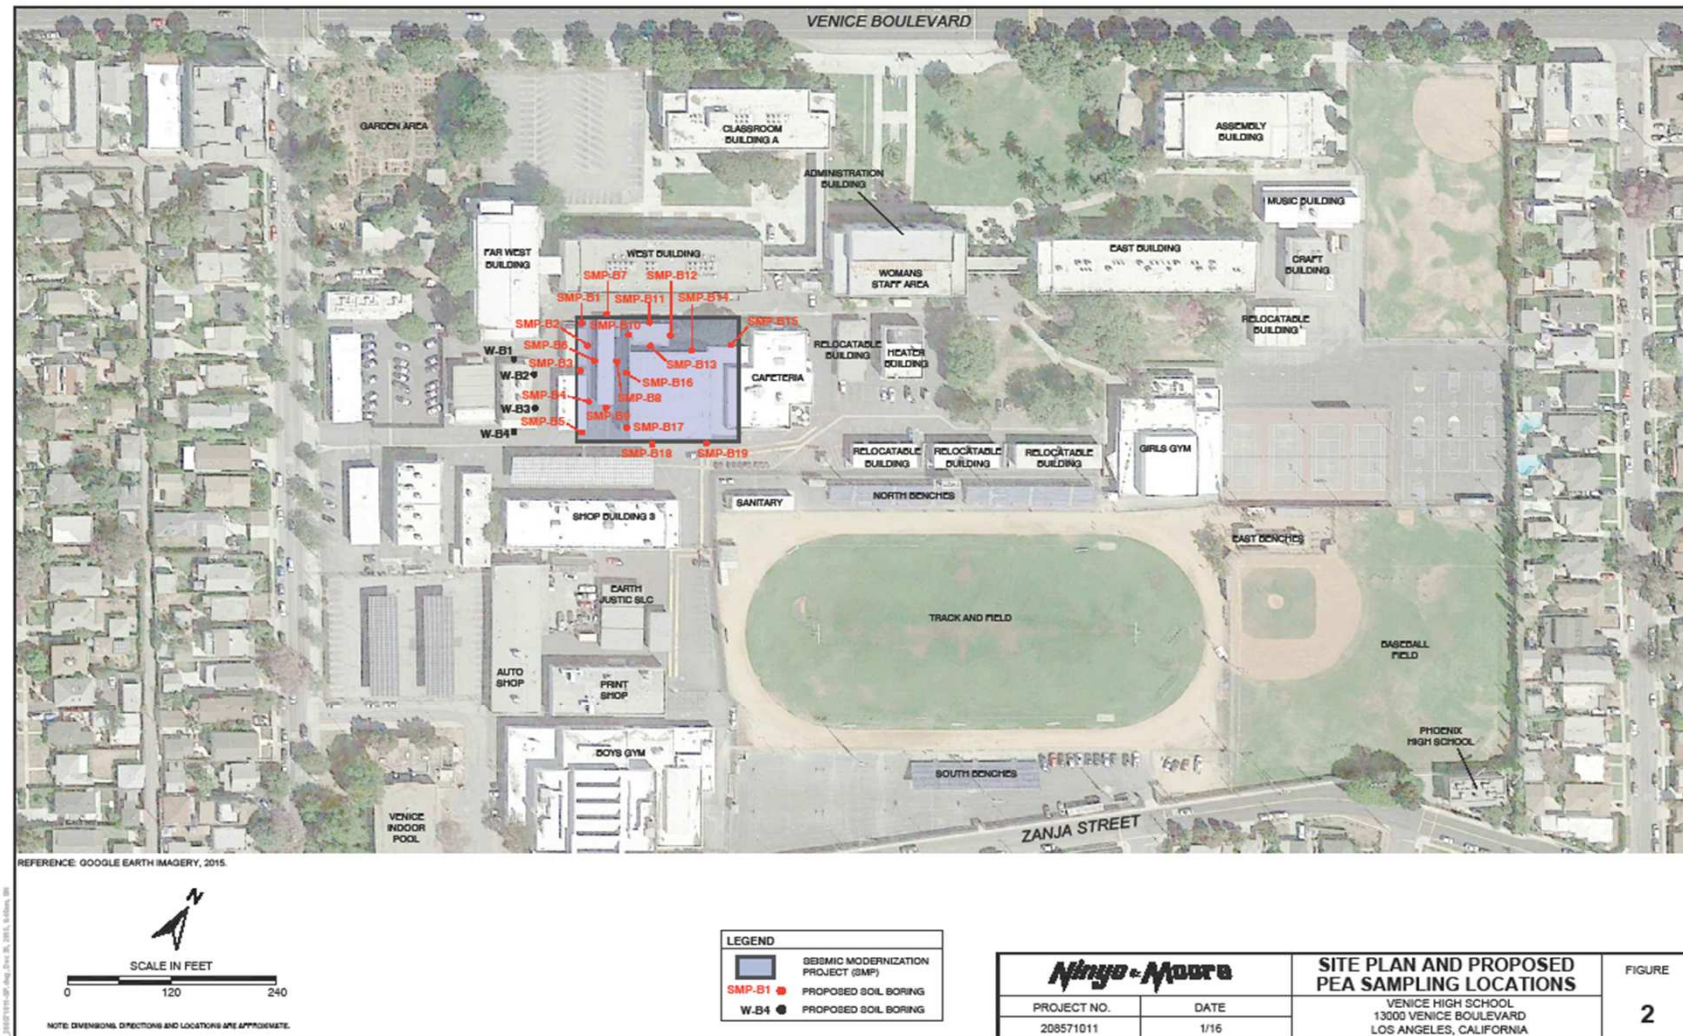 VENICE BOULEVARD
GARDEN AREA
CLASSROOM
BUILDING A
ASSEMBLY
BUILDING
ADMINISTRATION
BUILDING
MUSIC BUILDING
FAR WEST
BUILDING
WEST BUILDING
EAST BUILDING
CRAFT
BUILDING
WOMANS
STAFF AREA
SMP-B7
SMP-B12
SMP-B1
SMP-B11
SMP-B14
SMP-B2
SMP-B10
SMP-B15
RELOCATABLE
BUILDING
SMP-B6
RELOCATABLE
BUILDING
HEATER
BUILDING
W-B1
SMP-B3
SMP-B13
W-B2
SMP-B16
CAFETERIA
SMP-B4
SMP-B8
W-B3
SMP-B9
SMP-B5
SMP-B17
W-B4
SMP-B18
SMP-B19
RELOCATABLE
BUILDING
RELOCATABLE
BUILDING
RELOCATABLE
BUILDING
GIRLS GYM
SANITARY
NORTH BENCHES
SHOP BUILDING 3
EAST BENCHES
EARTH
JUSTIC SLC
TRACK AND FIELD
BASEBALL
FIELD
AUTO
SHOP
PRINT
SHOP
PHOENIX
HIGH SCHOOL
BOYS GYM
SOUTH BENCHES
VENICE
INDOOR
POOL
ZANJA STREET
REFERENCE: GOOGLE EARTH IMAGERY, 2015.
N
SCALE IN FEET
0 120 240
NOTE: DIMENSIONS, DIRECTIONS AND LOCATIONS ARE APPROXIMATE.
LEGEND
SEISMIC MODERNIZATION
PROJECT (SMP)
SMP-B1 PROPOSED SOIL BORING
W-B4 PROPOSED SOIL BORING
Ninyo & Moore
PROJECT NO. DATE
208571011 1/16
SITE PLAN AND PROPOSED
PEA SAMPLING LOCATIONS
VENICE HIGH SCHOOL
13000 VENICE BOULEVARD
LOS ANGELES, CALIFORNIA
FIGURE
2